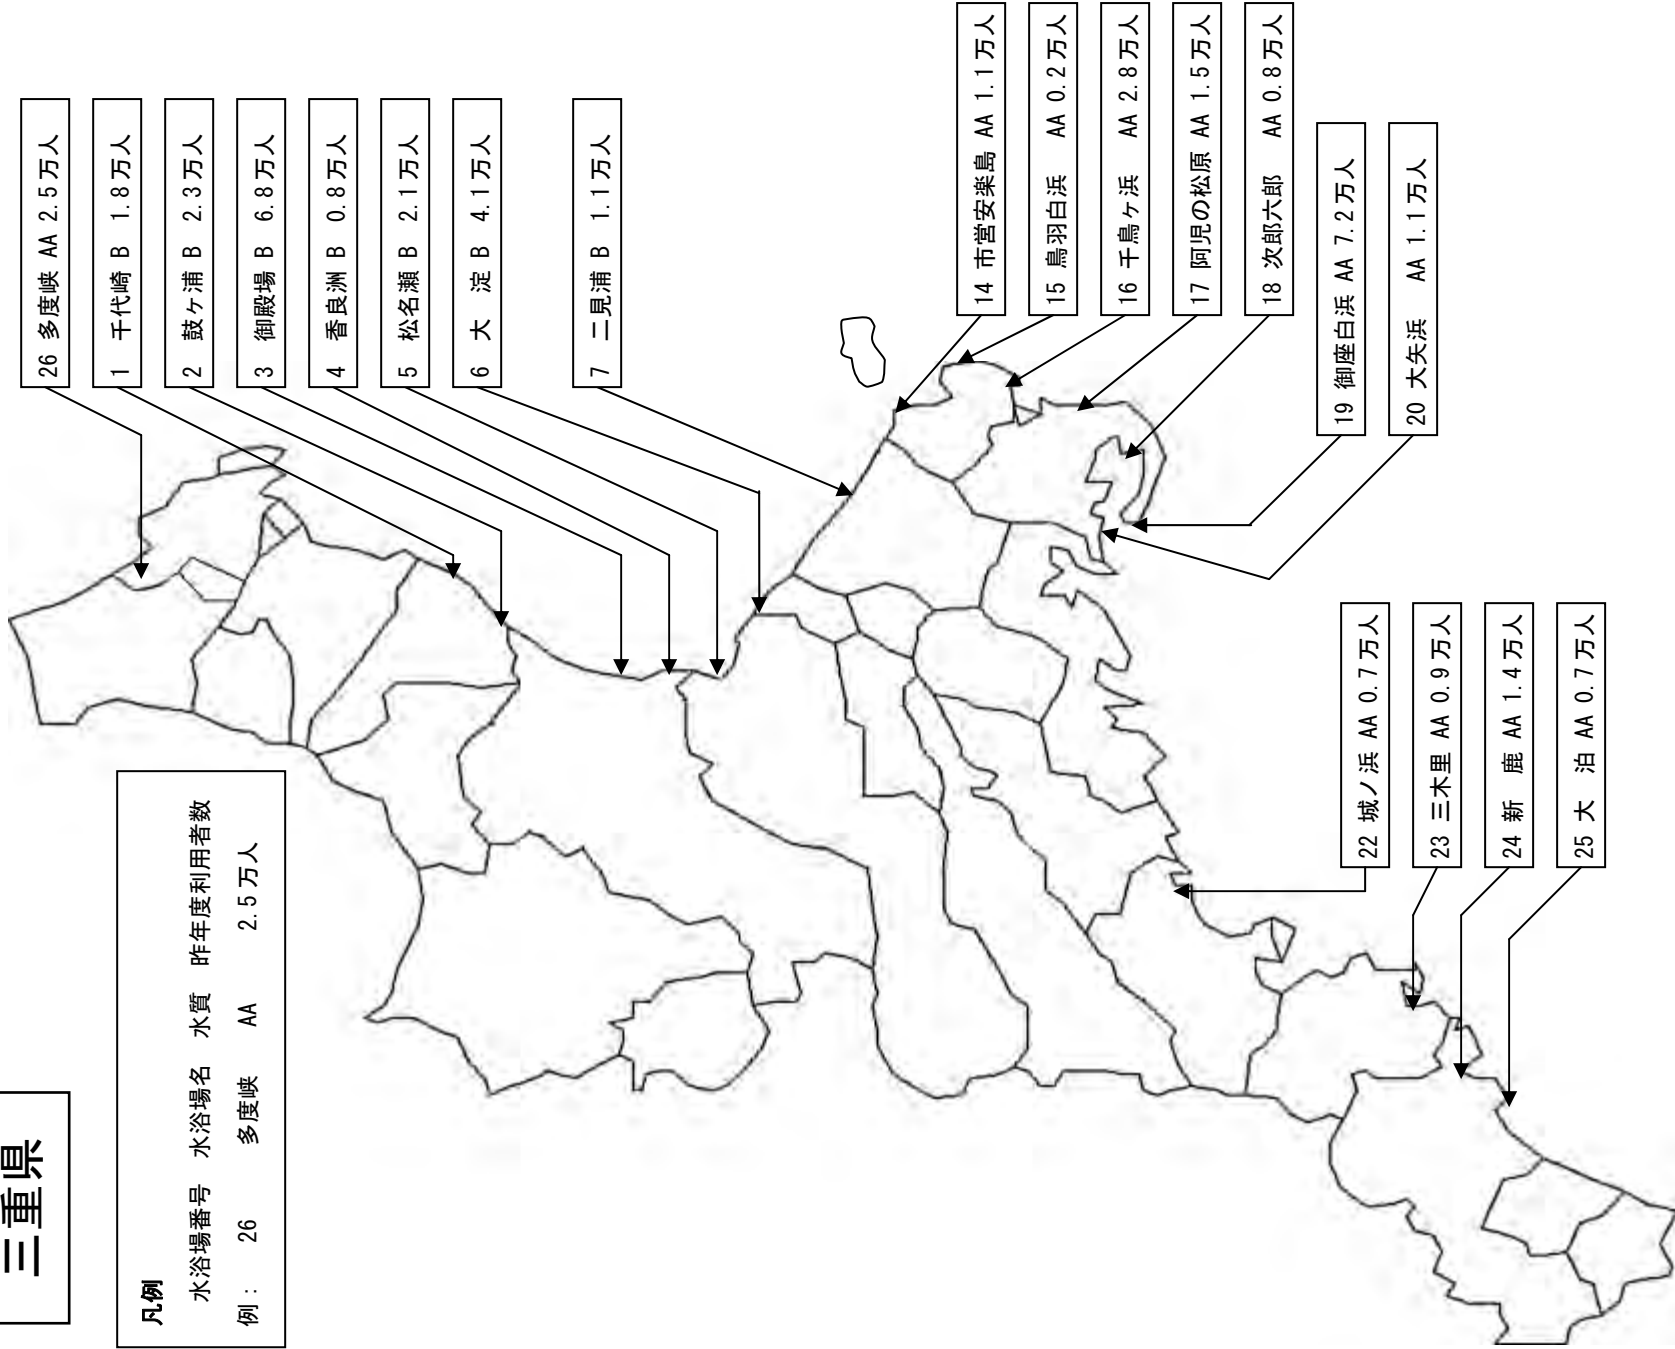 三重県
凡例
水浴場番号 水浴場名 水質 昨年度利用者数
例： 26 多度峡 AA 2.5万人
26 多度峡 AA 2.5万人
1 千代崎 B 1.8万人
2 鼓ヶ浦 B 2.3万人
3 御殿場 B 6.8万人
4 香良洲 B 0.8万人
5 松名瀬 B 2.1万人
6 大 淀 B 4.1万人
7 二見浦 B 1.1万人
14 市営安楽島 AA 1.1万人
15 鳥羽白浜 AA 0.2万人
16 千鳥ヶ浜 AA 2.8万人
17 阿児の松原 AA 1.5万人
18 次郎六郎 AA 0.8万人
19 御座白浜 AA 7.2万人
20 大矢浜 AA 1.1万人
22 城ノ浜 AA 0.7万人
23 三木里 AA 0.9万人
24 新 鹿 AA 1.4万人
25 大 泊 AA 0.7万人